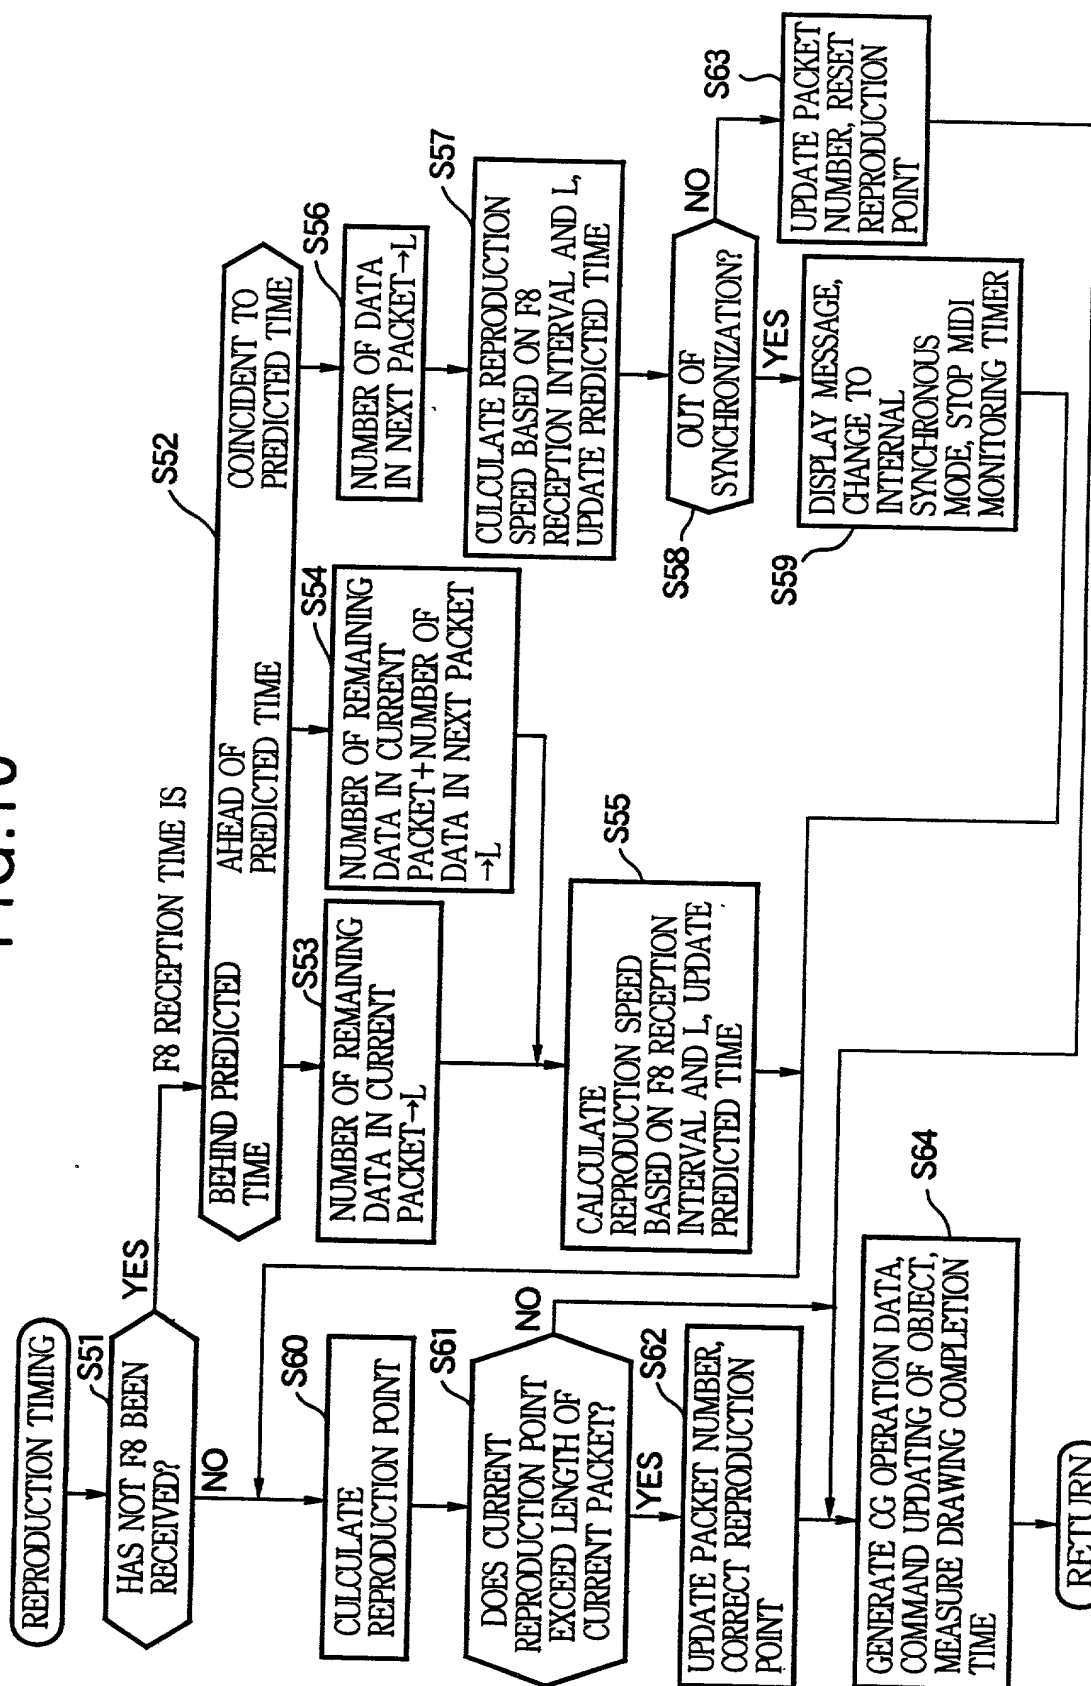 REPRODUCTION TIMING
S51
HAS NOT F8 BEEN
RECEIVED?
YES
NO
F8 RECEPTION TIME IS
S52
BEHIND PREDICTED
TIME
AHEAD OF
PREDICTED TIME
COINCIDENT TO
PREDICTED TIME
S53
NUMBER OF REMAINING
DATA IN CURRENT
PACKET→L
S54
NUMBER OF REMAINING
DATA IN CURRENT
PACKET+NUMBER OF
DATA IN NEXT PACKET
→L
S55
CALCULATE
REPRODUCTION SPEED
BASED ON F8 RECEPTION
INTERVAL AND L, UPDATE
PREDICTED TIME
S56
NUMBER OF DATA
IN NEXT PACKET→L
S57
CULCULATE REPRODUCTION
SPEED BASED ON F8
RECEPTION INTERVAL AND L,
UPDATE PREDICTED TIME
S58
OUT OF
SYNCHRONIZATION?
NO
YES
S59
DISPLAY MESSAGE,
CHANGE TO
INTERNAL
SYNCHRONOUS
MODE, STOP MIDI
MONITORING TIMER
S63
UPDATE PACKET
NUMBER, RESET
REPRODUCTION
POINT
S60
CULCULATE
REPRODUCTION POINT
S61
DOES CURRENT
REPRODUCTION POINT
EXCEED LENGTH OF
CURRENT PACKET?
NO
YES
S62
UPDATE PACKET NUMBER,
CORRECT REPRODUCTION
POINT
S64
GENERATE CG OPERATION DATA,
COMMAND UPDATING OF OBJECT,
MEASURE DRAWING COMPLETION
TIME
RETURN